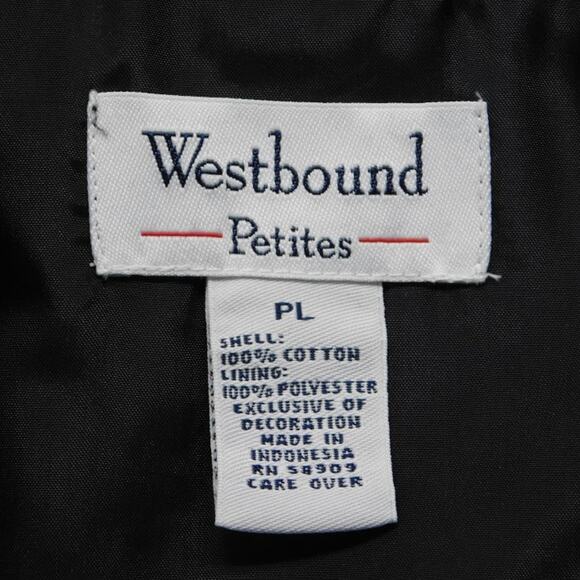 Westbound
Petites
PL
SHELL:
100% COTTON
LINING:
100% POLYESTER
EXCLUSIVE OF
DECORATION
MADE IN
INDONESIA
RN 58909
CARE OVER